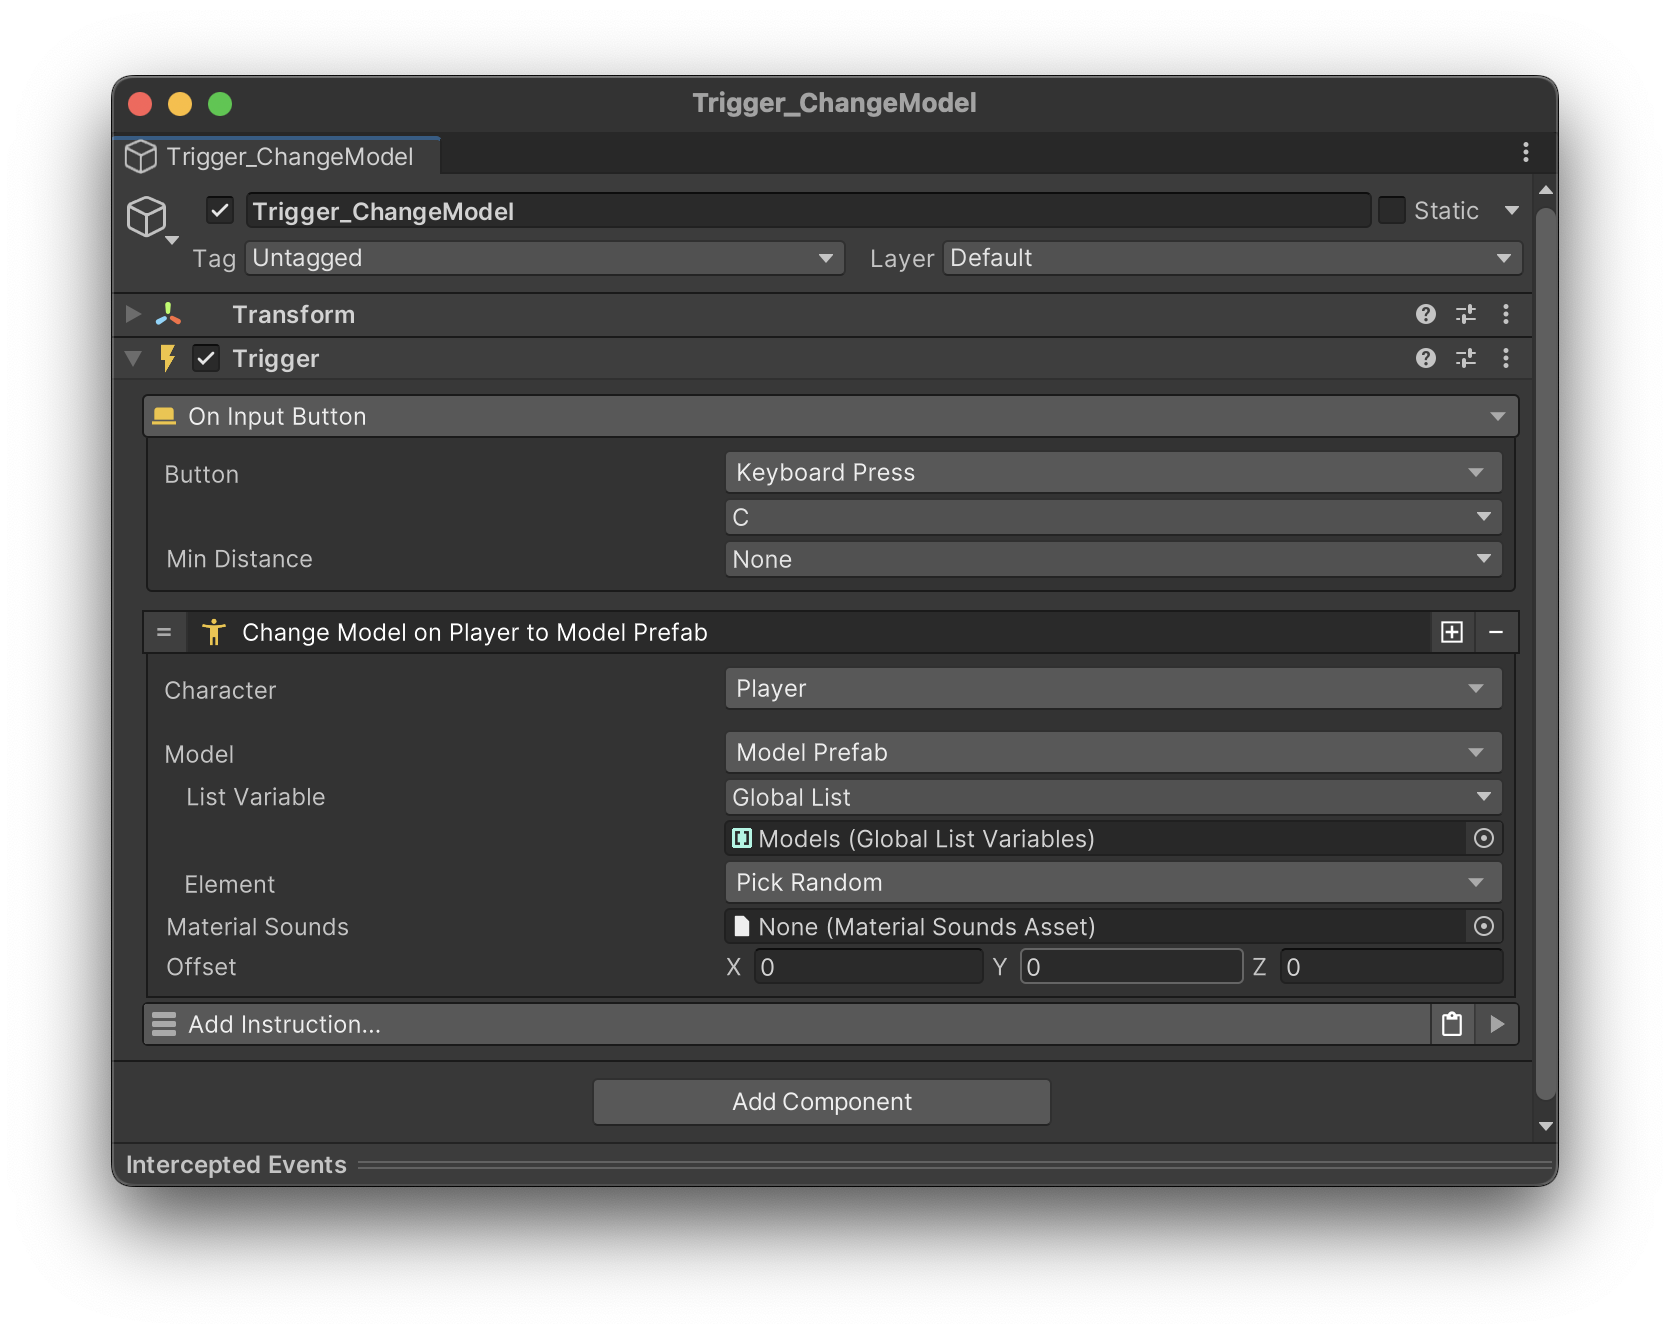 Trigger_ChangeModel
Trigger_ChangeModel
Trigger_ChangeModel Static
Tag Untagged Layer Default
Transform
Trigger
On Input Button
Button Keyboard Press
C
Min Distance None
Change Model on Player to Model Prefab
Character Player
Model Model Prefab
List Variable Global List
Models (Global List Variables)
Element Pick Random
Material Sounds None (Material Sounds Asset)
Offset X 0 Y 0 Z 0
Add Instruction...
Add Component
Intercepted Events